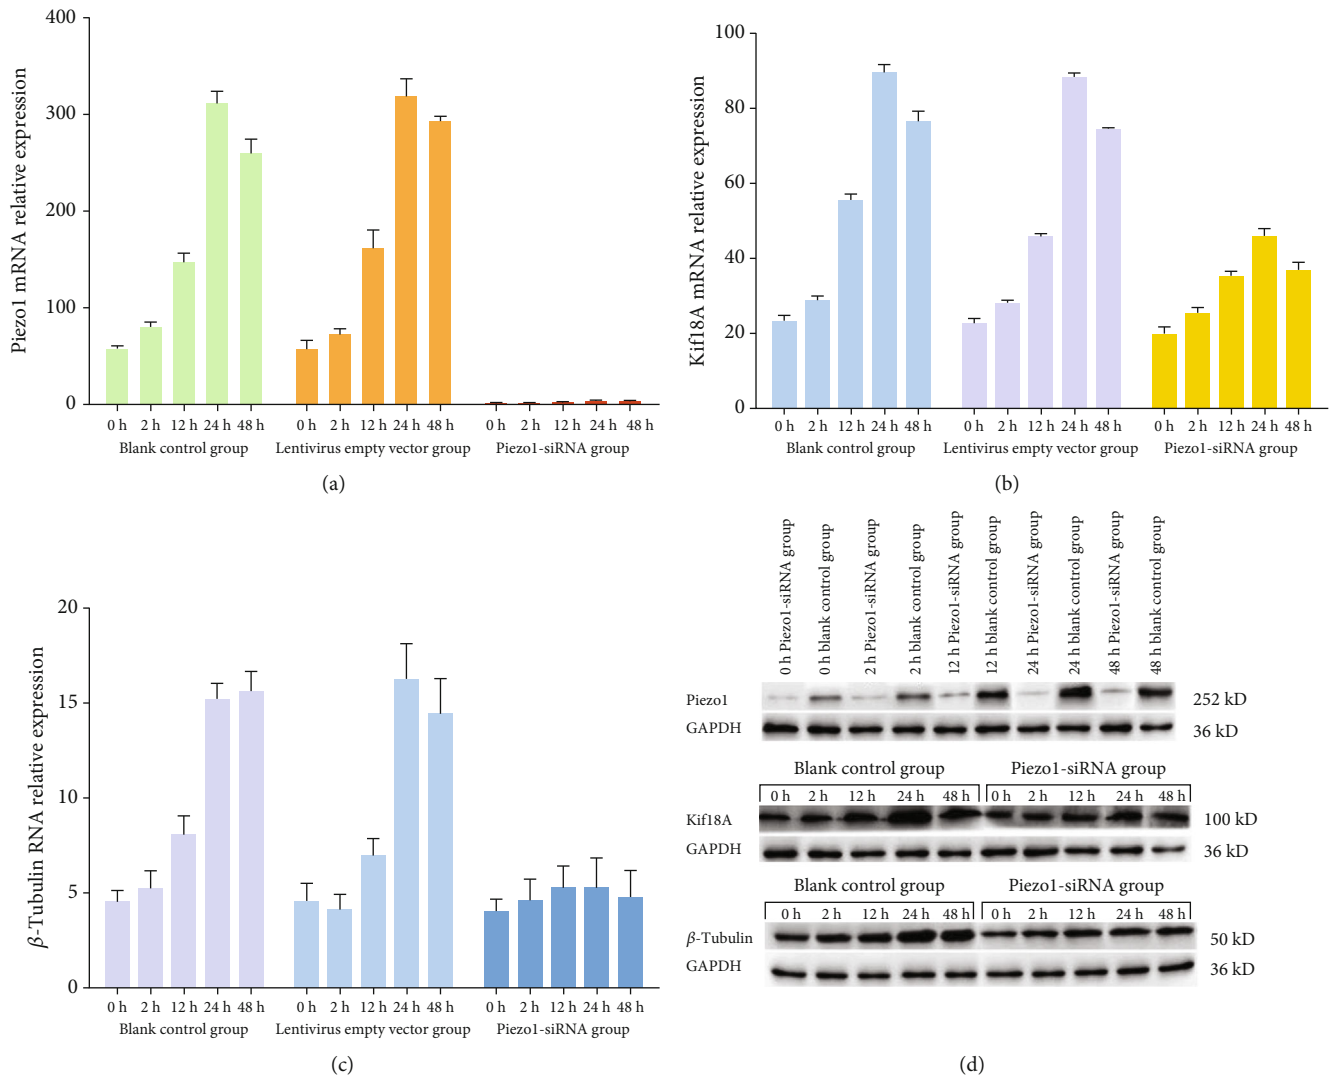 Piezo1 mRNA relative expression
400
300
200
100
0
0 h 2 h 12 h 24 h 48 h 0 h 2 h 12 h 24 h 48 h 0 h 2 h 12 h 24 h 48 h
Blank control group Lentivirus empty vector group Piezo1-siRNA group
(a)
Kif18A mRNA relative expression
100
80
60
40
20
0
0 h 2 h 12 h 24 h 48 h 0 h 2 h 12 h 24 h 48 h 0 h 2 h 12 h 24 h 48 h
Blank control group Lentivirus empty vector group Piezo1-siRNA group
(b)
β-Tubulin RNA relative expression
20
15
10
5
0
0 h 2 h 12 h 24 h 48 h 0 h 2 h 12 h 24 h 48 h 0 h 2 h 12 h 24 h 48 h
Blank control group Lentivirus empty vector group Piezo1-siRNA group
(c)
0 h Piezo1-siRNA group
0 h blank control group
2 h Piezo1-siRNA group
2 h blank control group
12 h Piezo1-siRNA group
12 h blank control group
24 h Piezo1-siRNA group
24 h blank control group
48 h Piezo1-siRNA group
48 h blank control group
Piezo1 252 kD
GAPDH 36 kD
Blank control group Piezo1-siRNA group
0 h 2 h 12 h 24 h 48 h 0 h 2 h 12 h 24 h 48 h
Kif18A 100 kD
GAPDH 36 kD
Blank control group Piezo1-siRNA group
0 h 2 h 12 h 24 h 48 h 0 h 2 h 12 h 24 h 48 h
β-Tubulin 50 kD
GAPDH 36 kD
(d)